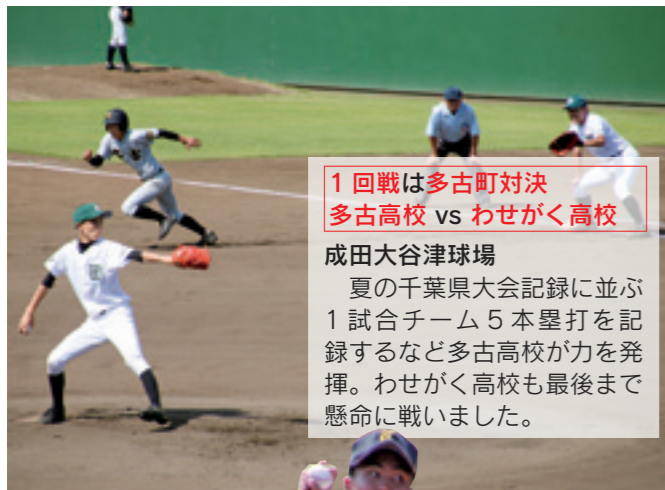 1 回戦は多古町対決
多古高校 vs わせがく高校
成田大谷津球場
　夏の千葉県大会記録に並ぶ
1 試合チーム 5 本塁打を記
録するなど多古高校が力を発
揮。わせがく高校も最後まで
懸命に戦いました。